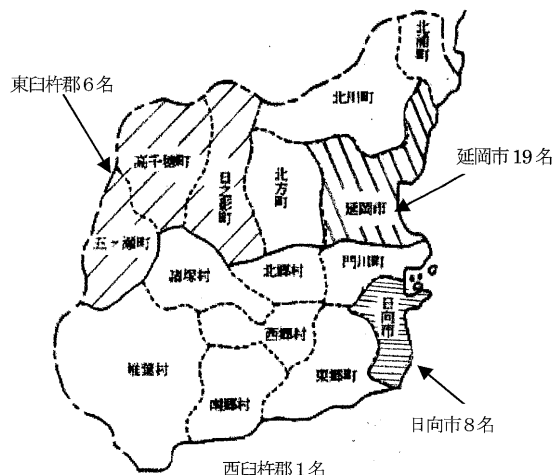 北浦町
北川町
東臼杵郡6名
高千穂町
日之影町
北方町
延岡市
延岡市19名
五ヶ瀬町
諸塚村
北郷村
門川町
日向市
西郷村
椎葉村
南郷村
東郷町
日向市8名
西臼杵郡1名